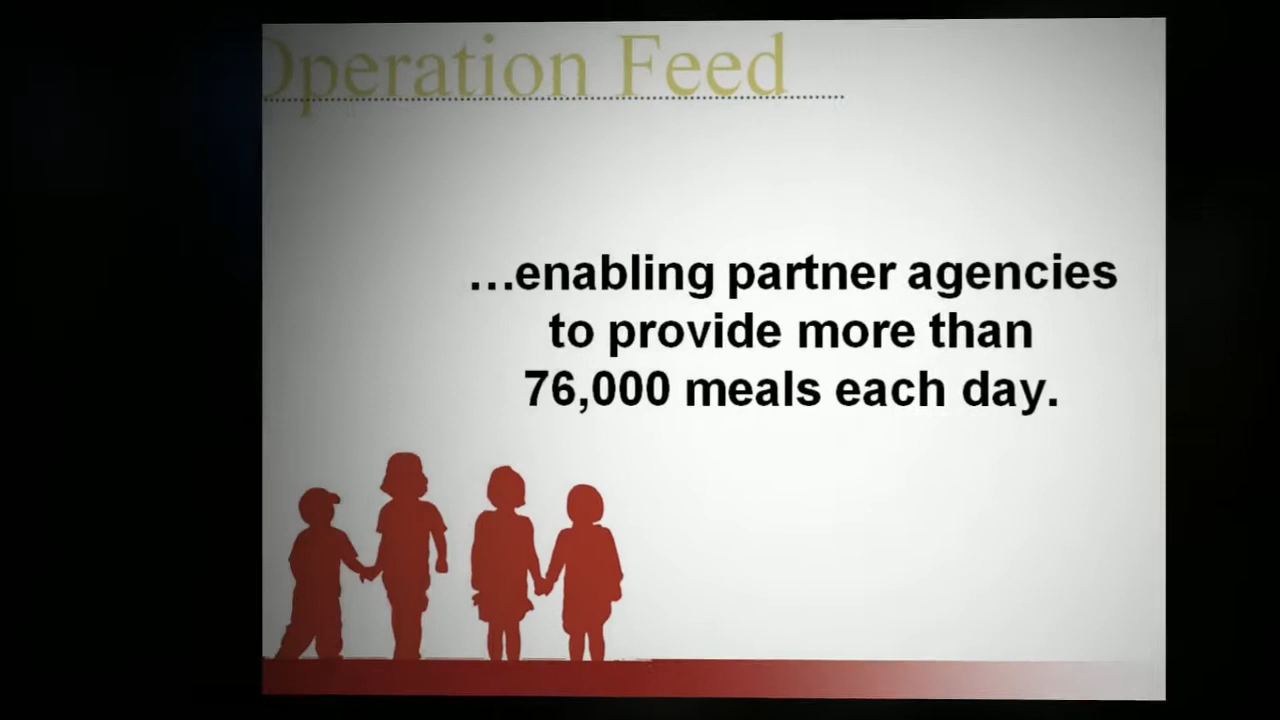 Operation Feed
…enabling partner agencies
to provide more than
76,000 meals each day.